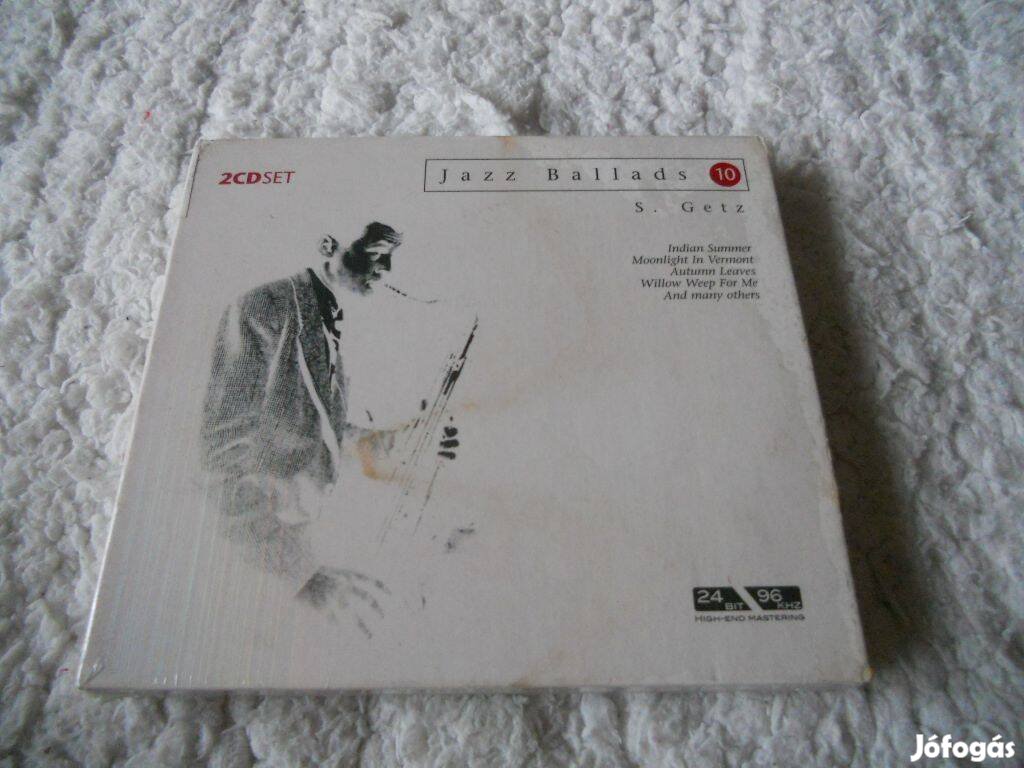 2CDSET
Jazz Ballads 10
S. Getz
Indian Summer
Moonlight In Vermont
Autumn Leaves
Willow Weep For Me
And many others
24 BIT 96 KHZ
HIGH-END MASTERING
Jófogás